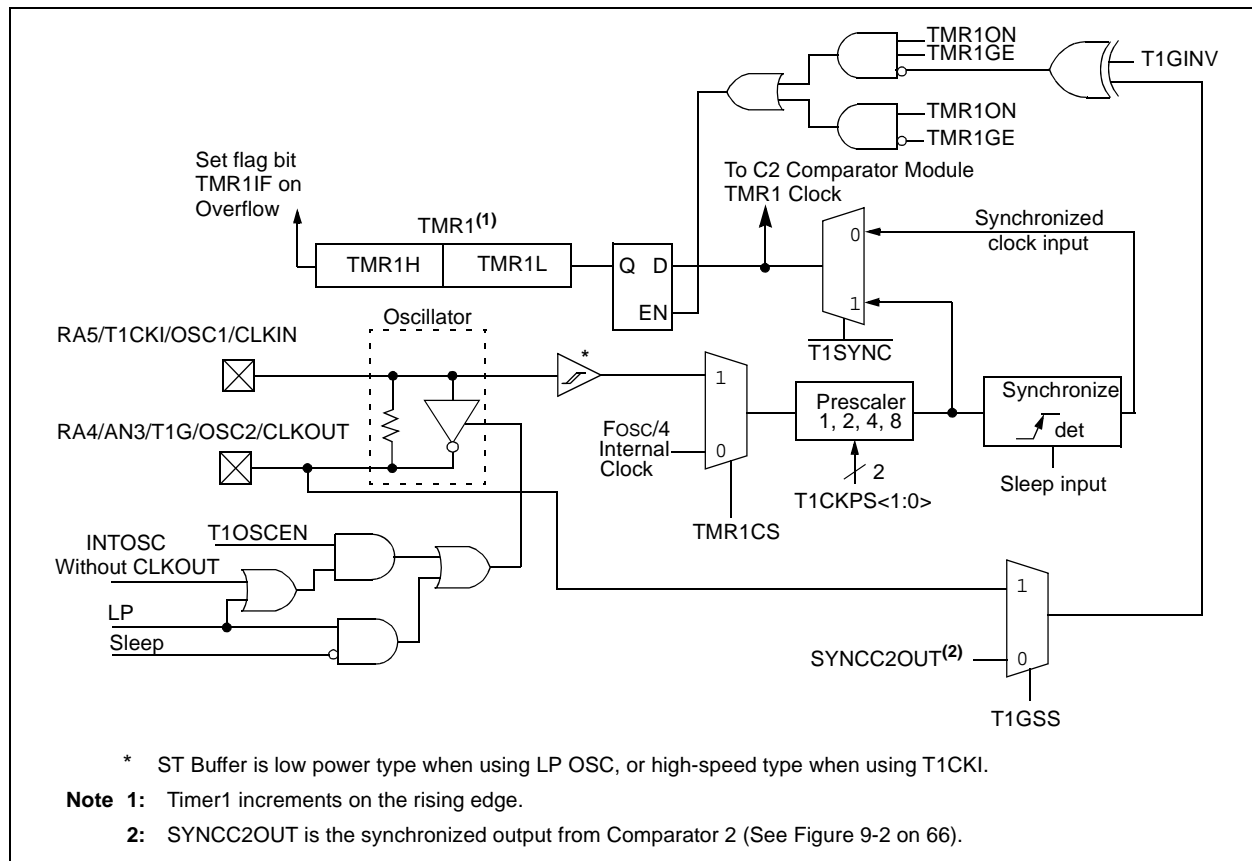 TMR1ON
TMR1GE
T1GINV
TMR1ON
TMR1GE
Set flag bit
TMR1IF on
Overflow
To C2 Comparator Module
TMR1 Clock
TMR1(1)
TMR1H
TMR1L
Q D
EN
0
1
T1SYNC
Synchronized
clock input
Oscillator
RA5/T1CKI/OSC1/CLKIN
*
1
FOSC/4
Internal
Clock
0
TMR1CS
Prescaler
1, 2, 4, 8
2
T1CKPS<1:0>
Synchronize
det
Sleep input
RA4/AN3/T1G/OSC2/CLKOUT
T1OSCEN
INTOSC
Without CLKOUT
LP
Sleep
1
SYNCC2OUT(2)
0
T1GSS
* ST Buffer is low power type when using LP OSC, or high-speed type when using T1CKI.
Note 1: Timer1 increments on the rising edge.
2: SYNCC2OUT is the synchronized output from Comparator 2 (See Figure 9-2 on 66).